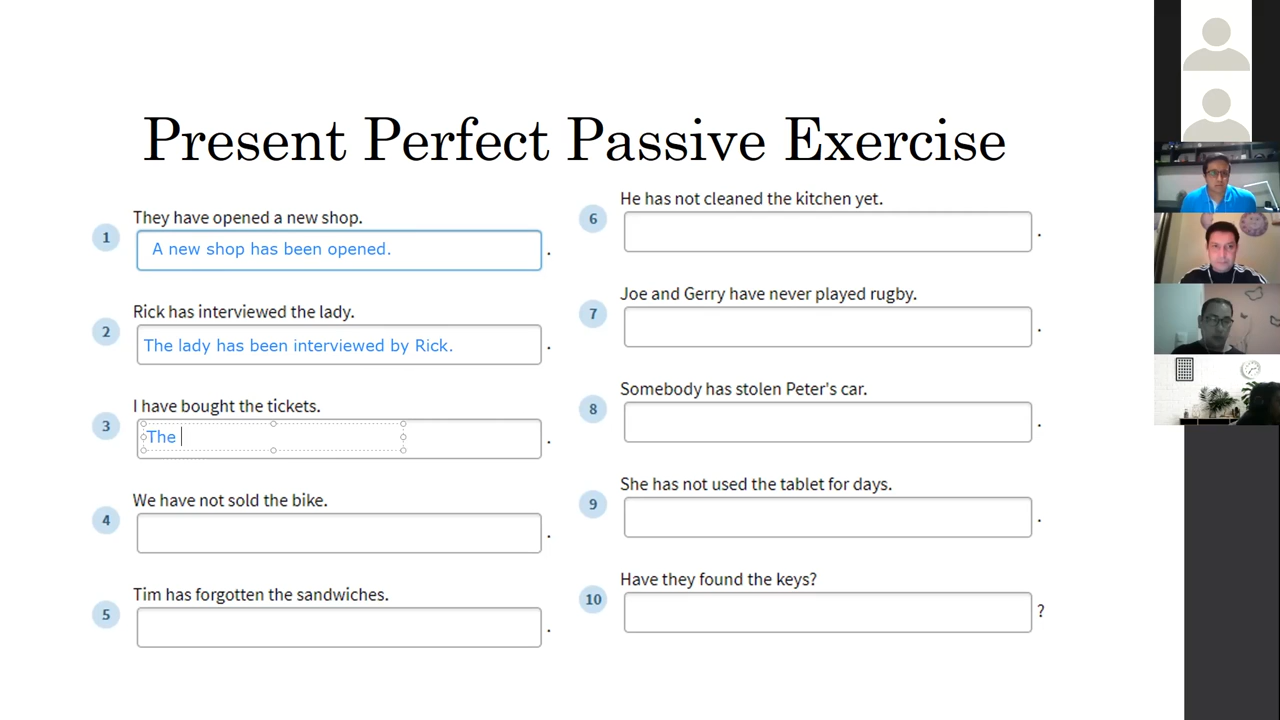 Present Perfect Passive Exercise
1
They have opened a new shop.
A new shop has been opened.
.
2
Rick has interviewed the lady.
The lady has been interviewed by Rick.
.
3
I have bought the tickets.
The
.
4
We have not sold the bike.
.
5
Tim has forgotten the sandwiches.
.
6
He has not cleaned the kitchen yet.
.
7
Joe and Gerry have never played rugby.
.
8
Somebody has stolen Peter's car.
.
9
She has not used the tablet for days.
.
10
Have they found the keys?
?